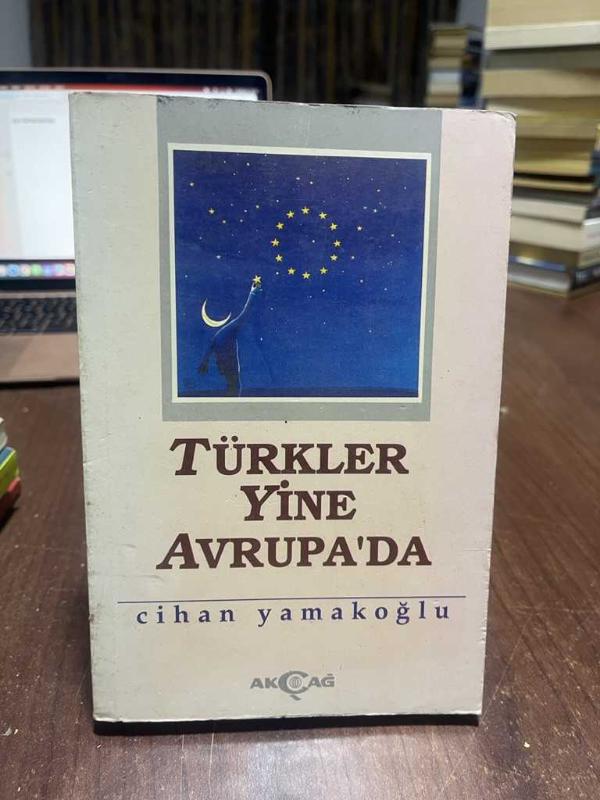 TÜRKLER
YİNE
AVRUPA'DA
cihan yamakoğlu
AKÇAĞ